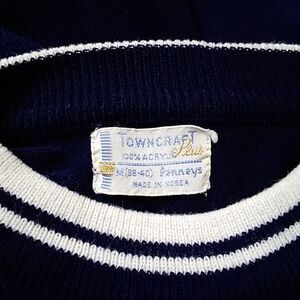 TOWNCRAFT
Plus
100% ACRYLIC
M(38-40) Penneys
MADE IN KOREA